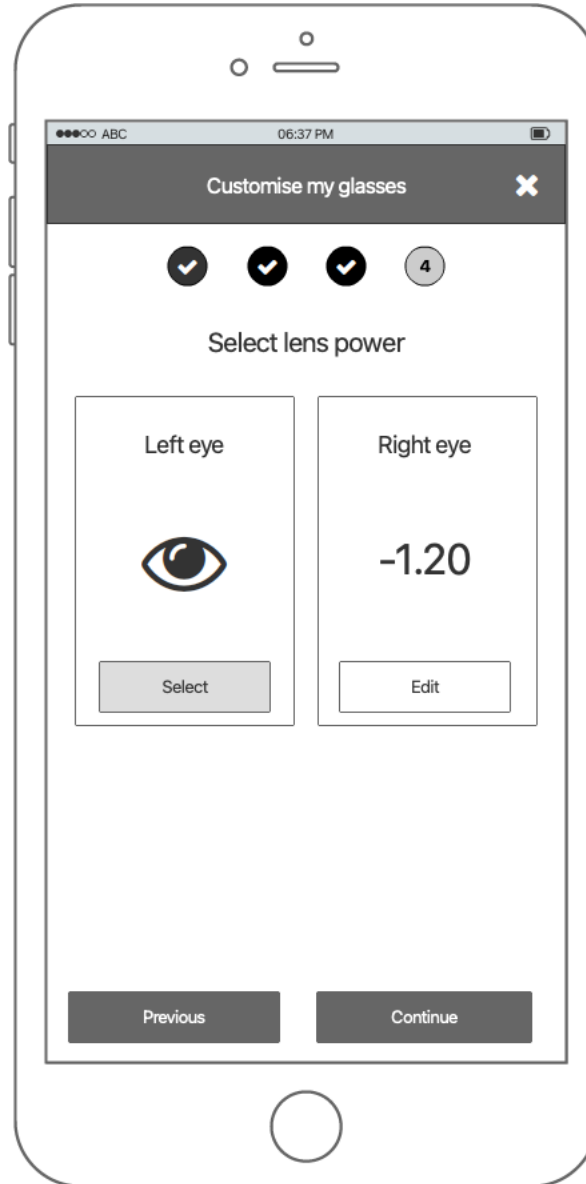 ABC 06:37 PM
Customise my glasses
4
Select lens power
Left eye Right eye
-1.20
Select Edit
Previous Continue